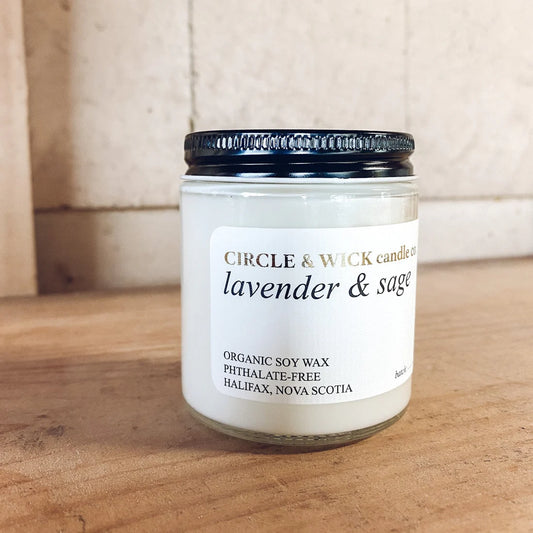 CIRCLE & WICK candle co
lavender & sage
ORGANIC SOY WAX
PHTHALATE-FREE
HALIFAX, NOVA SCOTIA